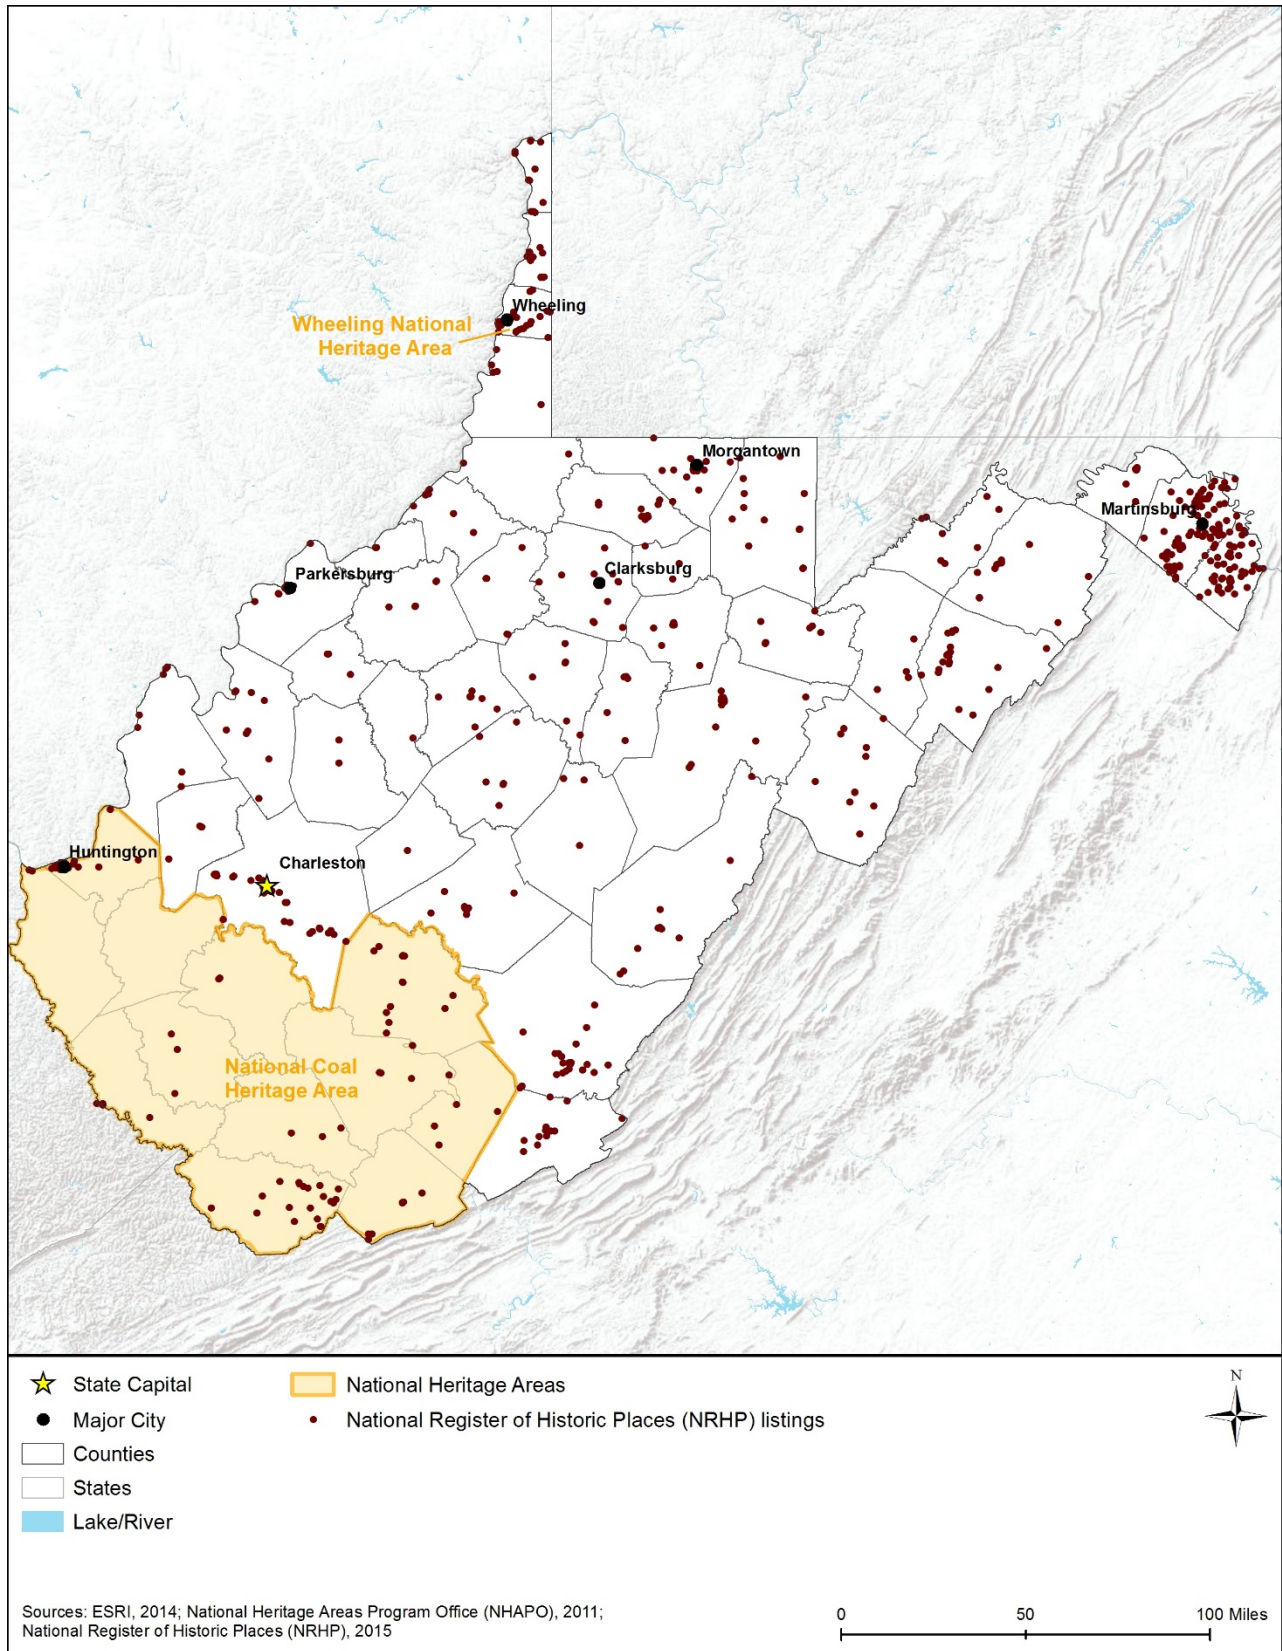 Wheeling
Wheeling National
Heritage Area
Morgantown
Martinsburg
Parkersburg
Clarksburg
Huntington
Charleston
National Coal
Heritage Area
State Capital
National Heritage Areas
N
Major City
National Register of Historic Places (NRHP) listings
Counties
States
Lake/River
Sources: ESRI, 2014; National Heritage Areas Program Office (NHAPO), 2011;
National Register of Historic Places (NRHP), 2015
0 50 100 Miles